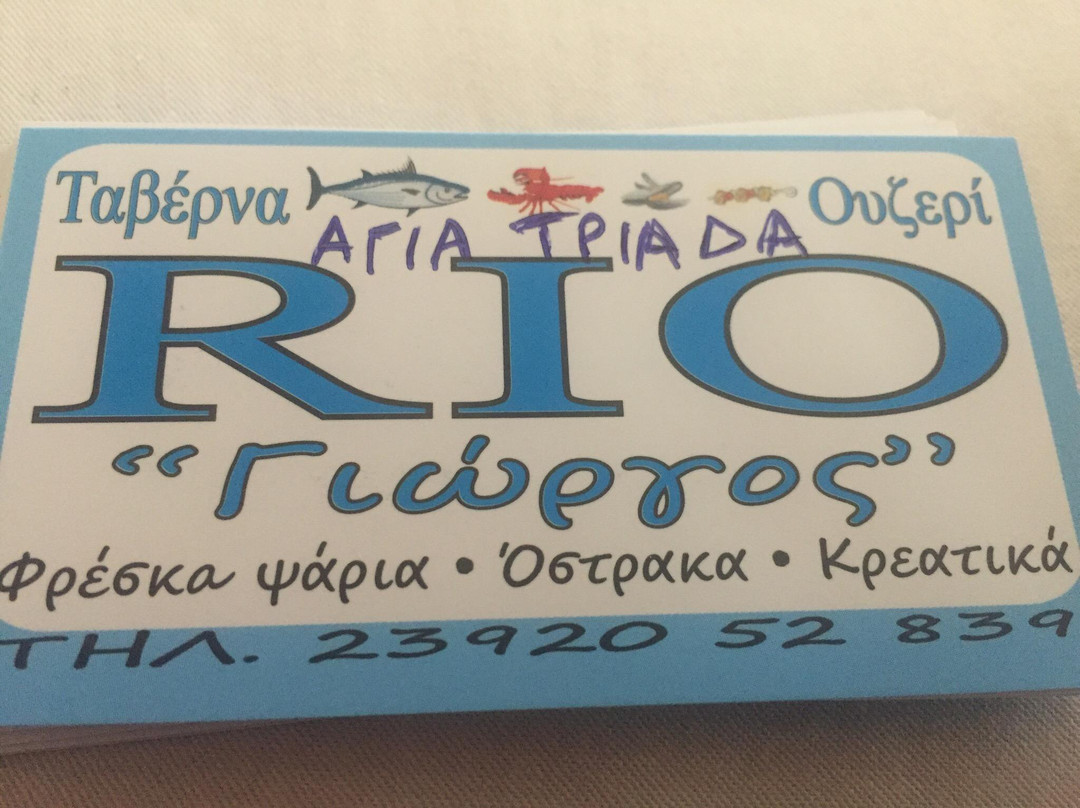 Ταβέρνα Ουζερί
ΑΓΙΑ ΤΡΙΑDΑ
RIO
“Γιώργος”
Φρέσκα ψάρια • Όστρακα • Κρεατικά
ΤΗΛ. 23920 52 839